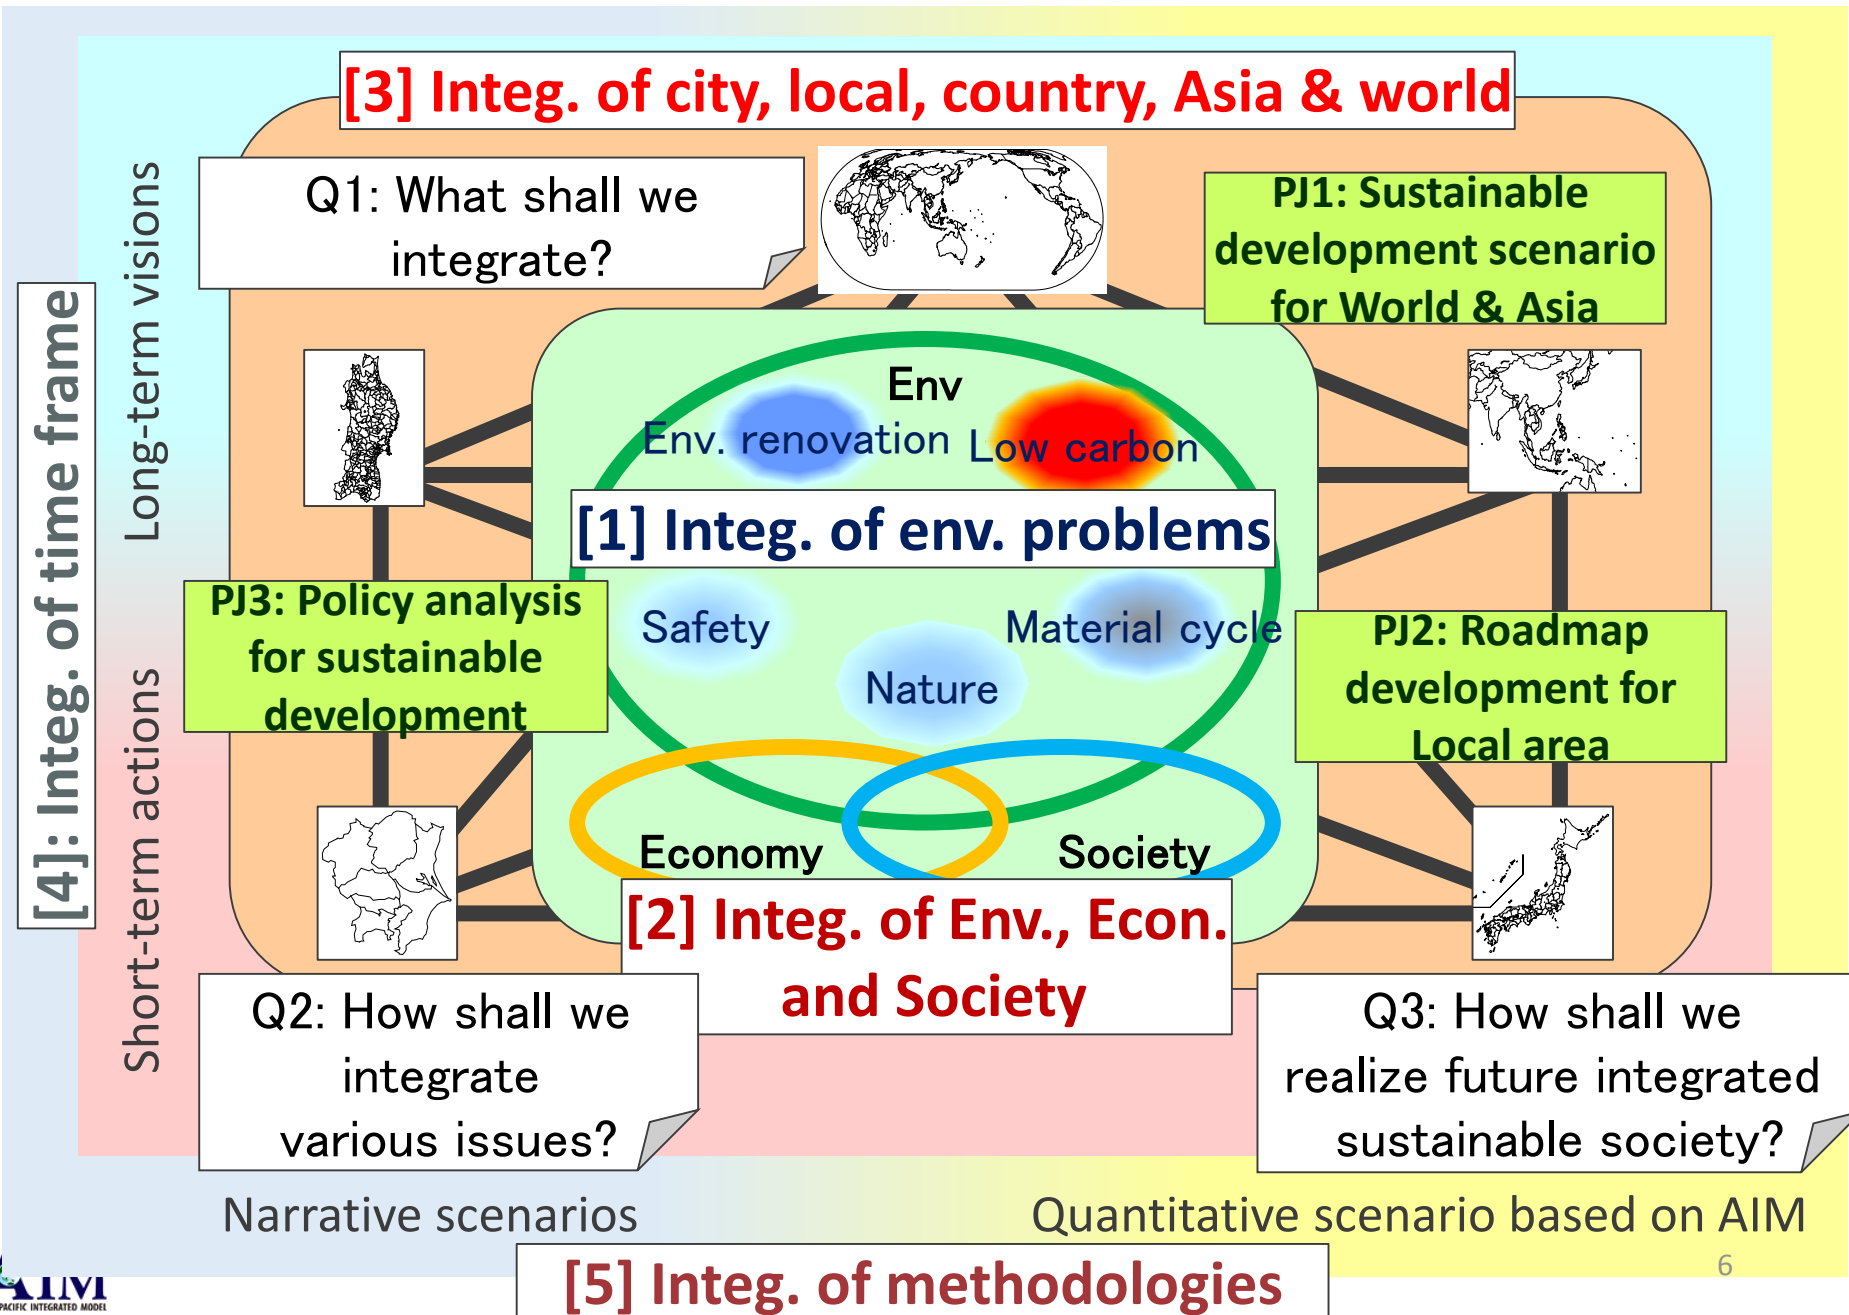 [3] Integ. of city, local, country, Asia & world
Q1: What shall we
integrate?
PJ1: Sustainable
development scenario
for World & Asia
[4]: Integ. of time frame
Long-term visions
Short-term actions
Env
Env. renovation
Low carbon
[1] Integ. of env. problems
Safety
Material cycle
Nature
PJ3: Policy analysis
for sustainable
development
PJ2: Roadmap
development for
Local area
Economy
Society
[2] Integ. of Env., Econ.
and Society
Q2: How shall we
integrate
various issues?
Q3: How shall we
realize future integrated
sustainable society?
Narrative scenarios
Quantitative scenario based on AIM
[5] Integ. of methodologies
6
AIM
PACIFIC INTEGRATED MODEL